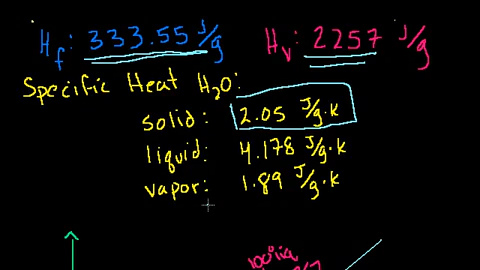 Hf: 333.55 J/g Hv: 2257 J/g
Specific Heat H₂O:
solid: 2.05 J/g·k
liquid: 4.178 J/g·k
vapor: 1.89 J/g·k